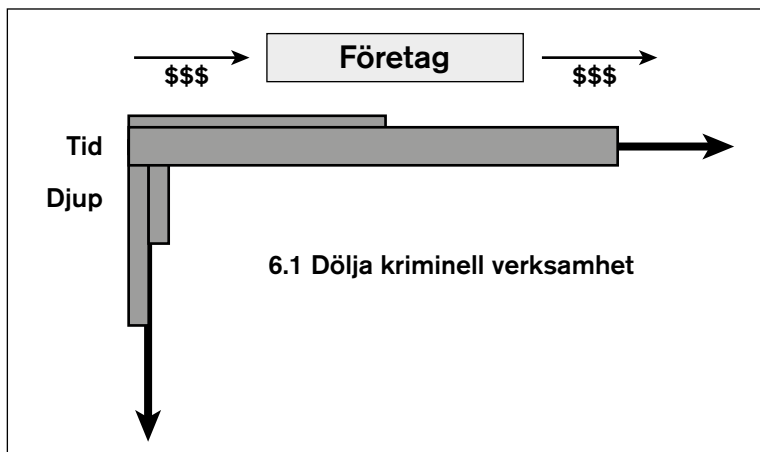 Företag
$$$ $$$
Tid
Djup
6.1 Dölja kriminell verksamhet